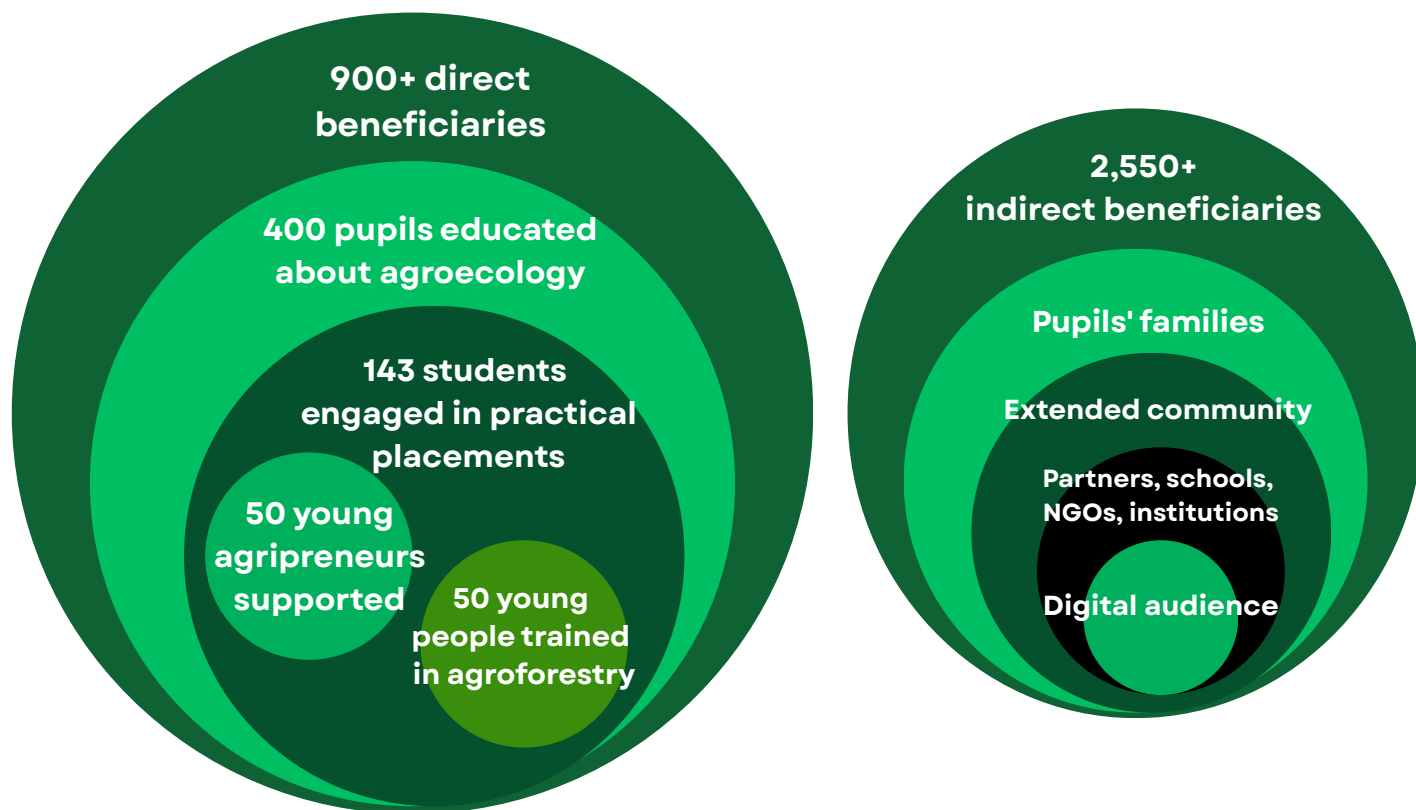 900+ direct
beneficiaries
400 pupils educated
about agroecology
143 students
engaged in practical
placements
50 young
agripreneurs
supported
50 young
people trained
in agroforestry
2,550+
indirect beneficiaries
Pupils' families
Extended community
Partners, schools,
NGOs, institutions
Digital audience